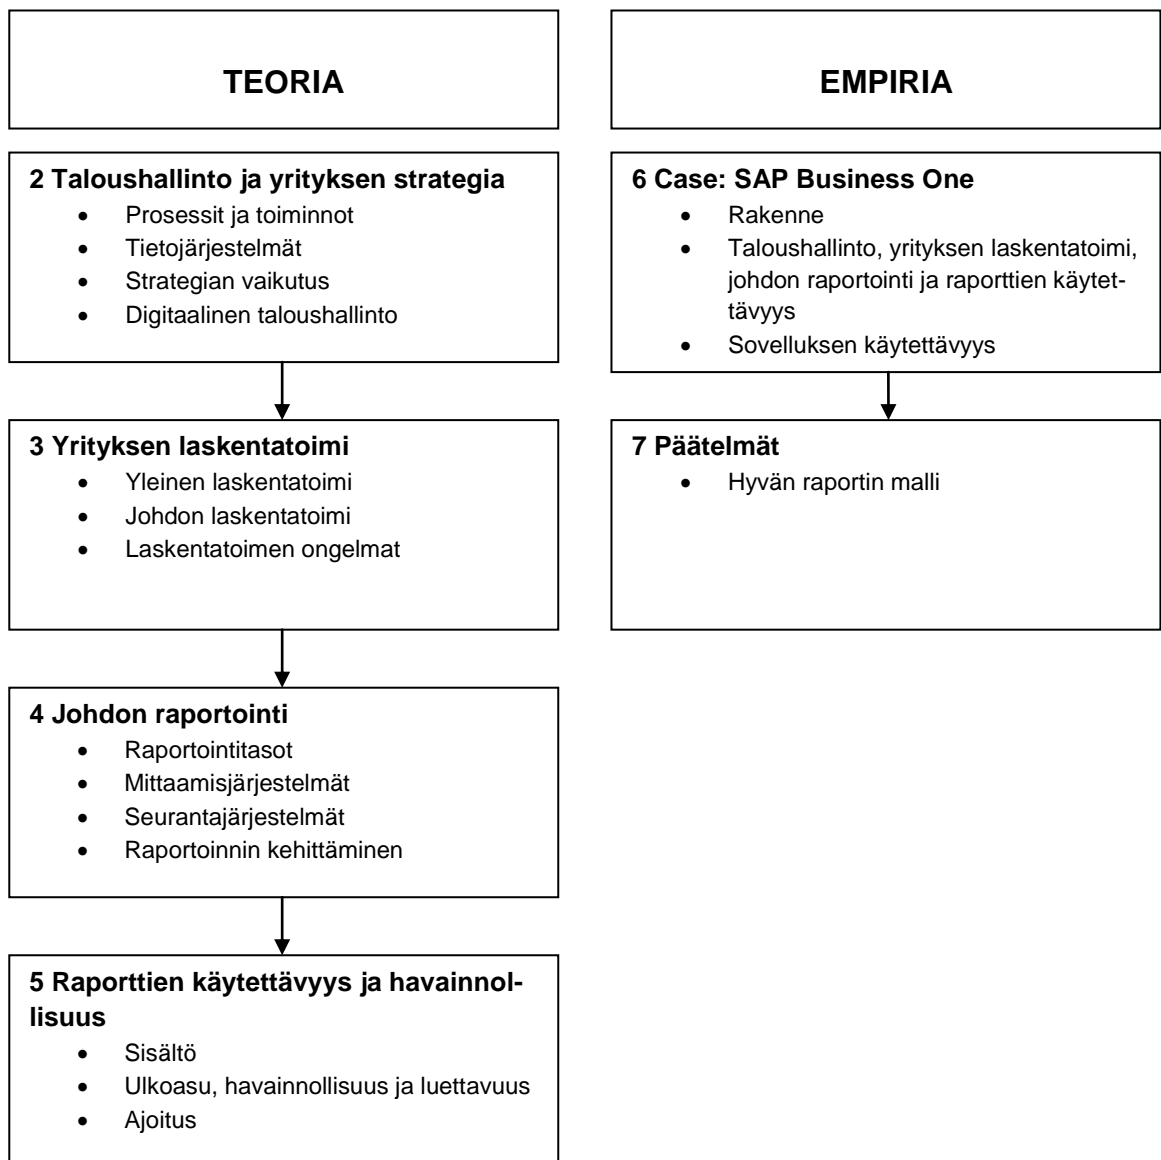 TEORIA
2 Taloushallinto ja yrityksen strategia
• Prosessit ja toiminnot
• Tietojärjestelmät
• Strategian vaikutus
• Digitaalinen taloushallinto
3 Yrityksen laskentatoimi
• Yleinen laskentatoimi
• Johdon laskentatoimi
• Laskentatoimen ongelmat
4 Johdon raportointi
• Raportointitasot
• Mittaamisjärjestelmät
• Seurantajärjestelmät
• Raportoinnin kehittäminen
5 Raporttien käytettävyys ja havainnol-
lisuus
• Sisältö
• Ulkoasu, havainnollisuus ja luettavuus
• Ajoitus
EMPIRIA
6 Case: SAP Business One
• Rakenne
• Taloushallinto, yrityksen laskentatoimi,
johdon raportointi ja raporttien käytet-
tävyys
• Sovelluksen käytettävyys
7 Päätelmät
• Hyvän raportin malli